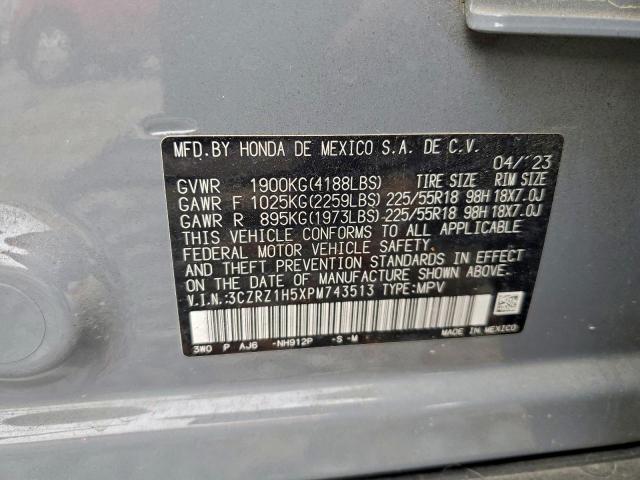 MFD.BY HONDA DE MEXICO S.A. DE C.V.
04/'23
GVWR 1900KG(4188LBS) TIRE SIZE RIM SIZE
GAWR F 1025KG(2259LBS) 225/55R18 98H 18X7.0J
GAWR R 895KG(1973LBS) 225/55R18 98H 18X7.0J
THIS VEHICLE CONFORMS TO ALL APPLICABLE
FEDERAL MOTOR VEHICLE SAFETY,
AND THEFT PREVENTION STANDARDS IN EFFECT
ON THE DATE OF MANUFACTURE SHOWN ABOVE.
V.I.N.:3CZRZ1H5XPM743513 TYPE:MPV
3W0 P AJ6 -NH912P -S -M
MADE IN MEXICO